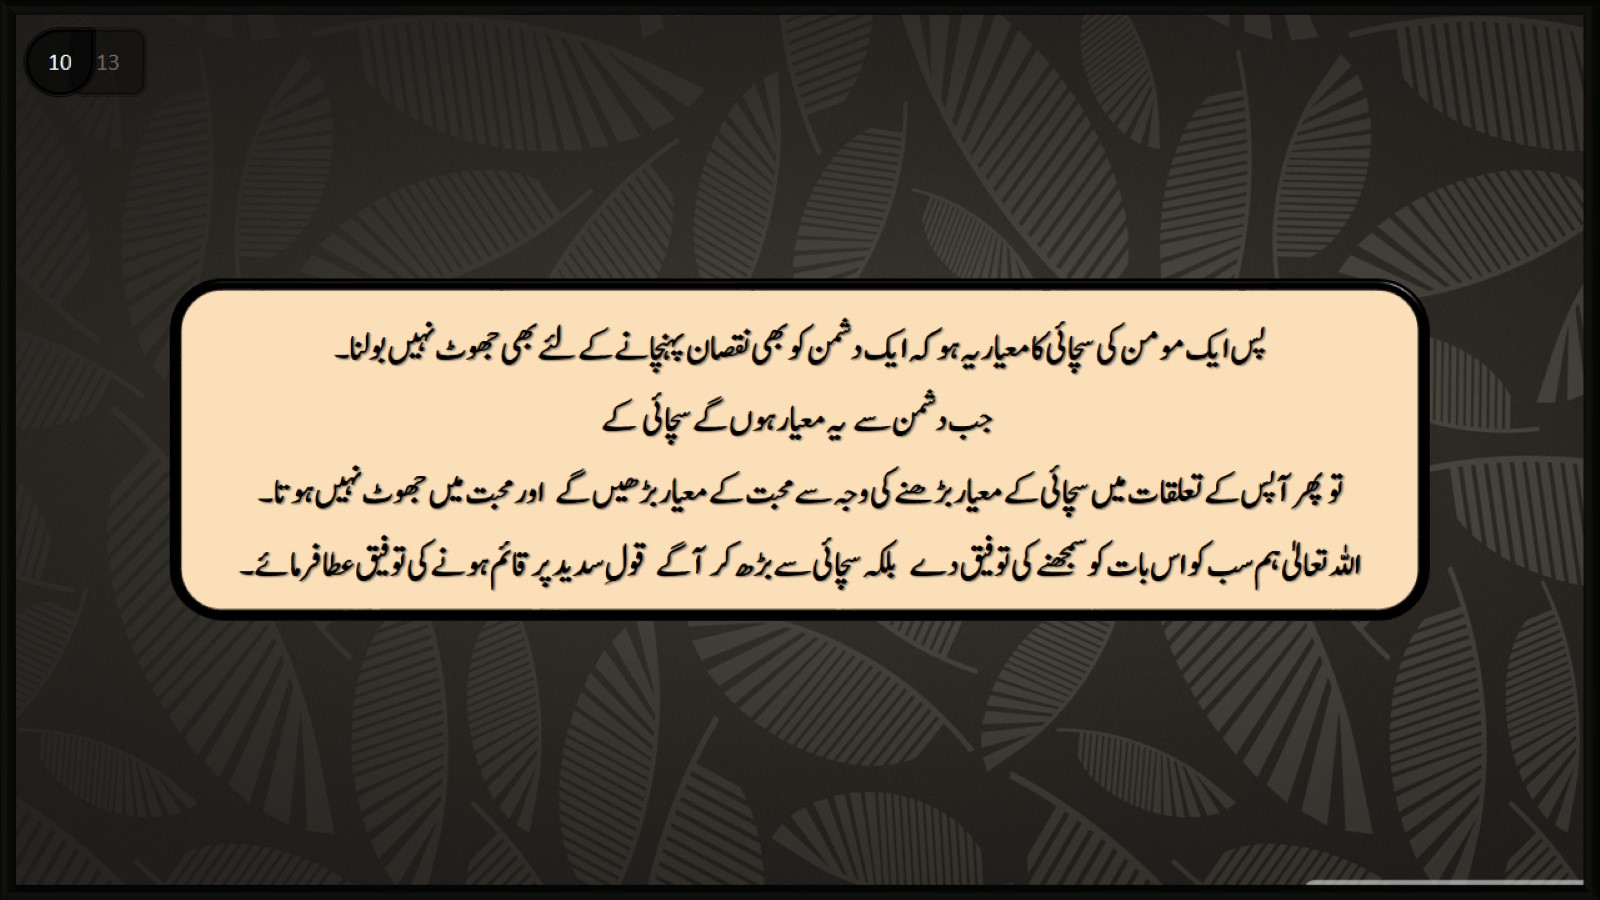 10 13
پس ایک مومن کی سچائی کا معیار یہ ہو کہ ایک دشمن کو بھی نقصان پہنچانے کے لئے بھی جھوٹ نہیں بولنا۔
جب دشمن سے یہ معیار ہوں گے سچائی کے
تو پھر آپس کے تعلقات میں سچائی کے معیار بڑھنے کی وجہ سے محبت کے معیار بڑھیں گے اور محبت میں جھوٹ نہیں ہوتا۔
اللہ تعالٰی ہم سب کو اس بات کو سمجھنے کی توفیق دے بلکہ سچائی سے بڑھ کر آگے قولِ سدید پر قائم ہونے کی توفیق عطا فرمائے۔